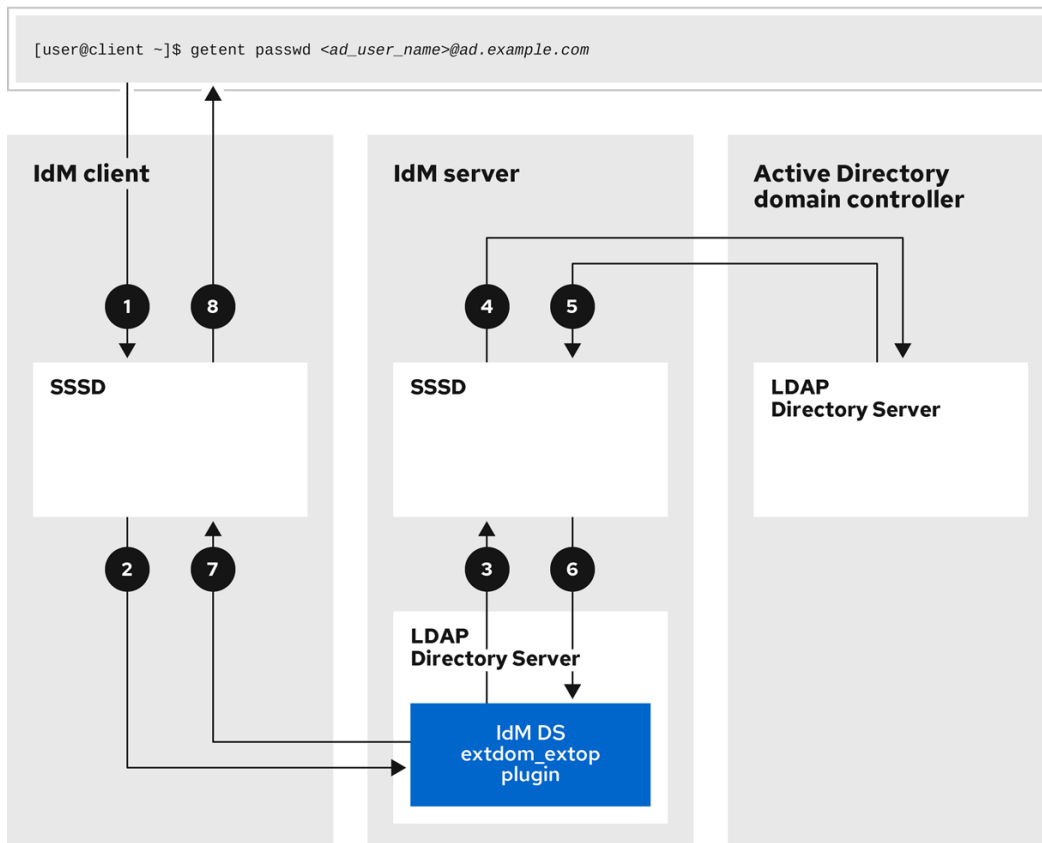 [user@client ~]$ getent passwd <ad_user_name>@ad.example.com
IdM client
IdM server
Active Directory
domain controller
1
8
4
5
SSSD
SSSD
LDAP
Directory Server
2
7
3
6
LDAP
Directory Server
IdM DS
extdom_extop
plugin